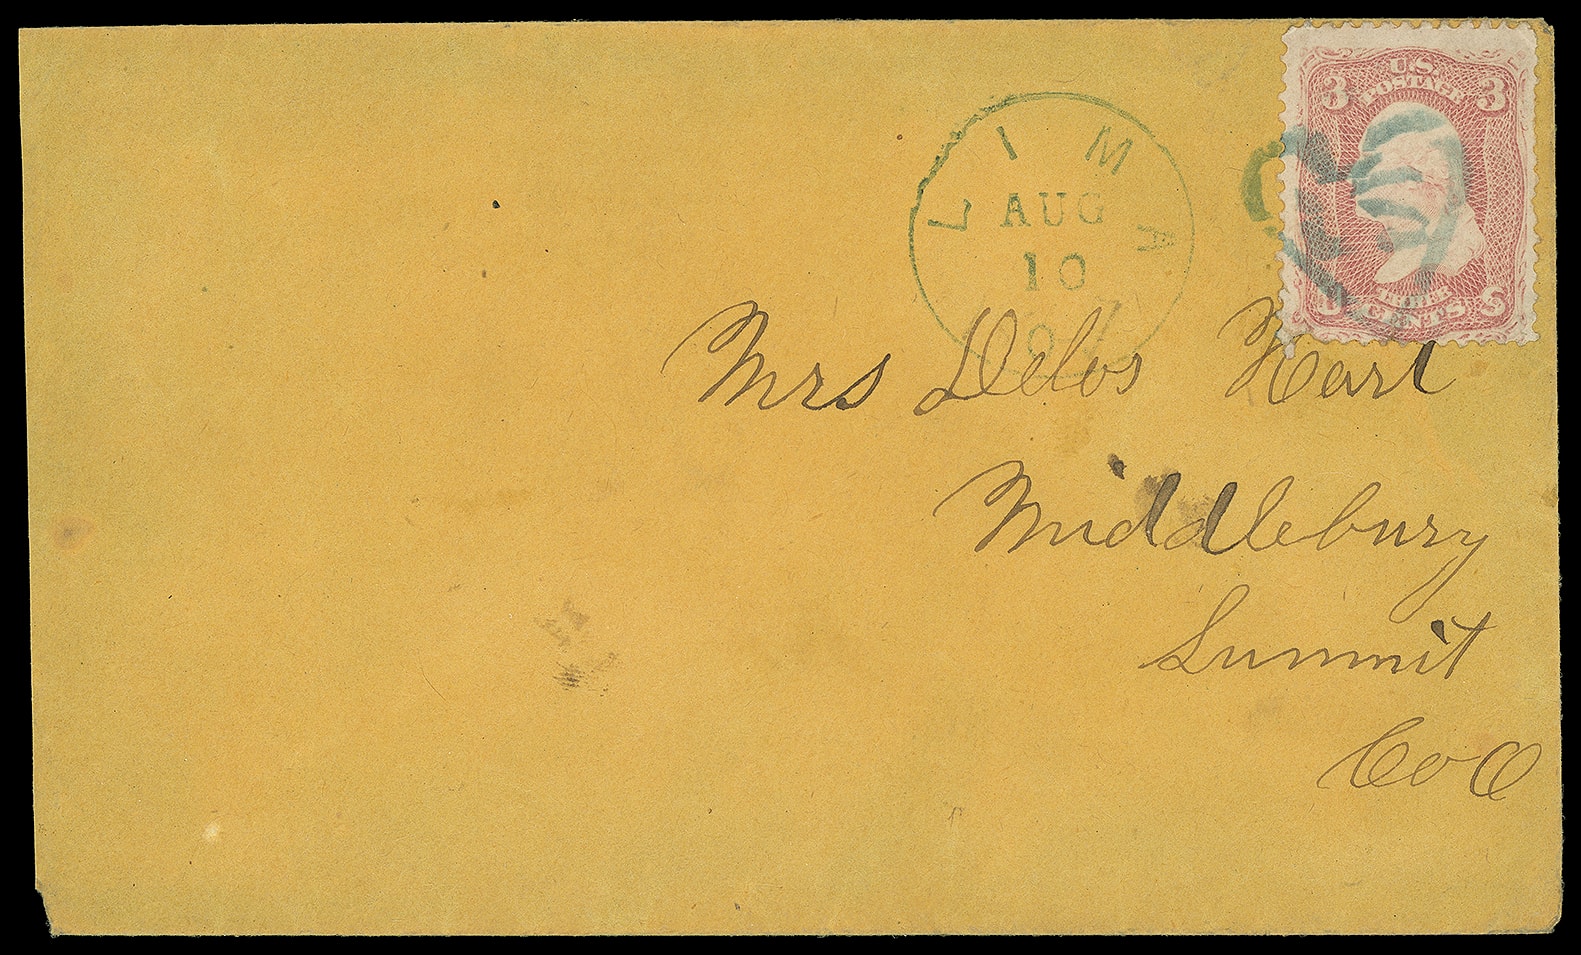 U.S.
POSTAGE
3 3
THREE
CENTS
LIMA
AUG
10
O
Mrs Delos Hart
Middlebury
Summit
Co O